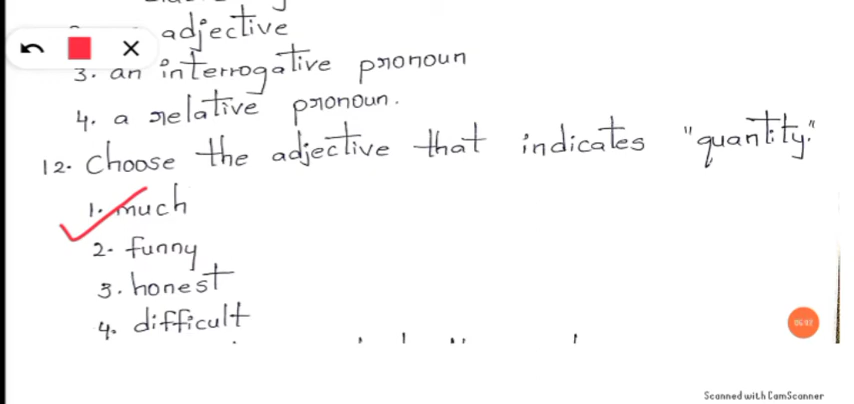 adjective
3. an interrogative pronoun
4. a relative pronoun.
12. Choose the adjective that indicates "quantity."
1. much
2. funny
3. honest
4. difficult
Scanned with CamScanner